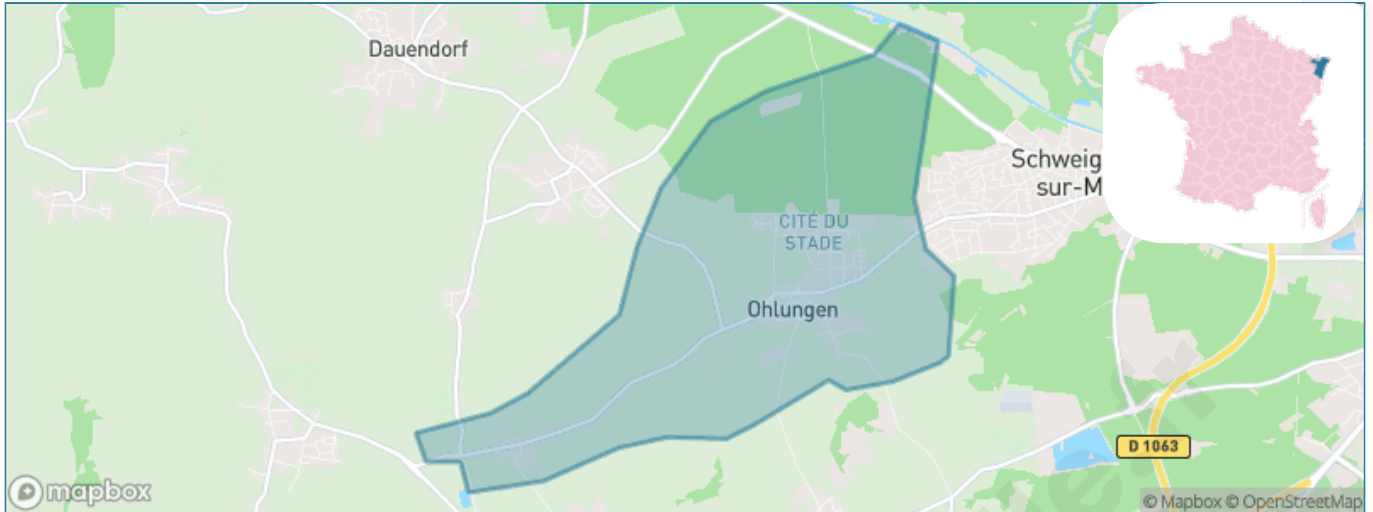 Dauendorf
Schweig
sur-M
CITÉ DU
STADE
Ohlungen
D 1063
mapbox
© Mapbox © OpenStreetMap